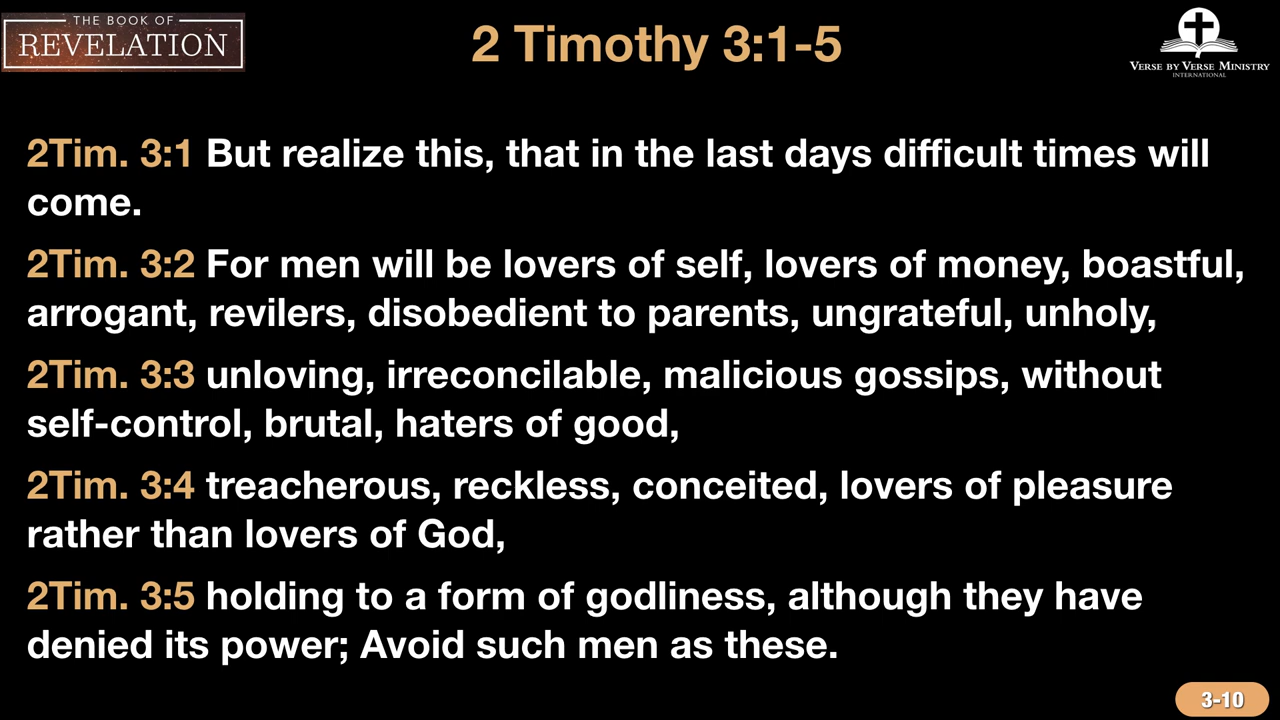 THE BOOK OF
REVELATION
2 Timothy 3:1-5
VERSE BY VERSE MINISTRY
INTERNATIONAL
2Tim. 3:1 But realize this, that in the last days difficult times will
come.
2Tim. 3:2 For men will be lovers of self, lovers of money, boastful,
arrogant, revilers, disobedient to parents, ungrateful, unholy,
2Tim. 3:3 unloving, irreconcilable, malicious gossips, without
self-control, brutal, haters of good,
2Tim. 3:4 treacherous, reckless, conceited, lovers of pleasure
rather than lovers of God,
2Tim. 3:5 holding to a form of godliness, although they have
denied its power; Avoid such men as these.
3-10